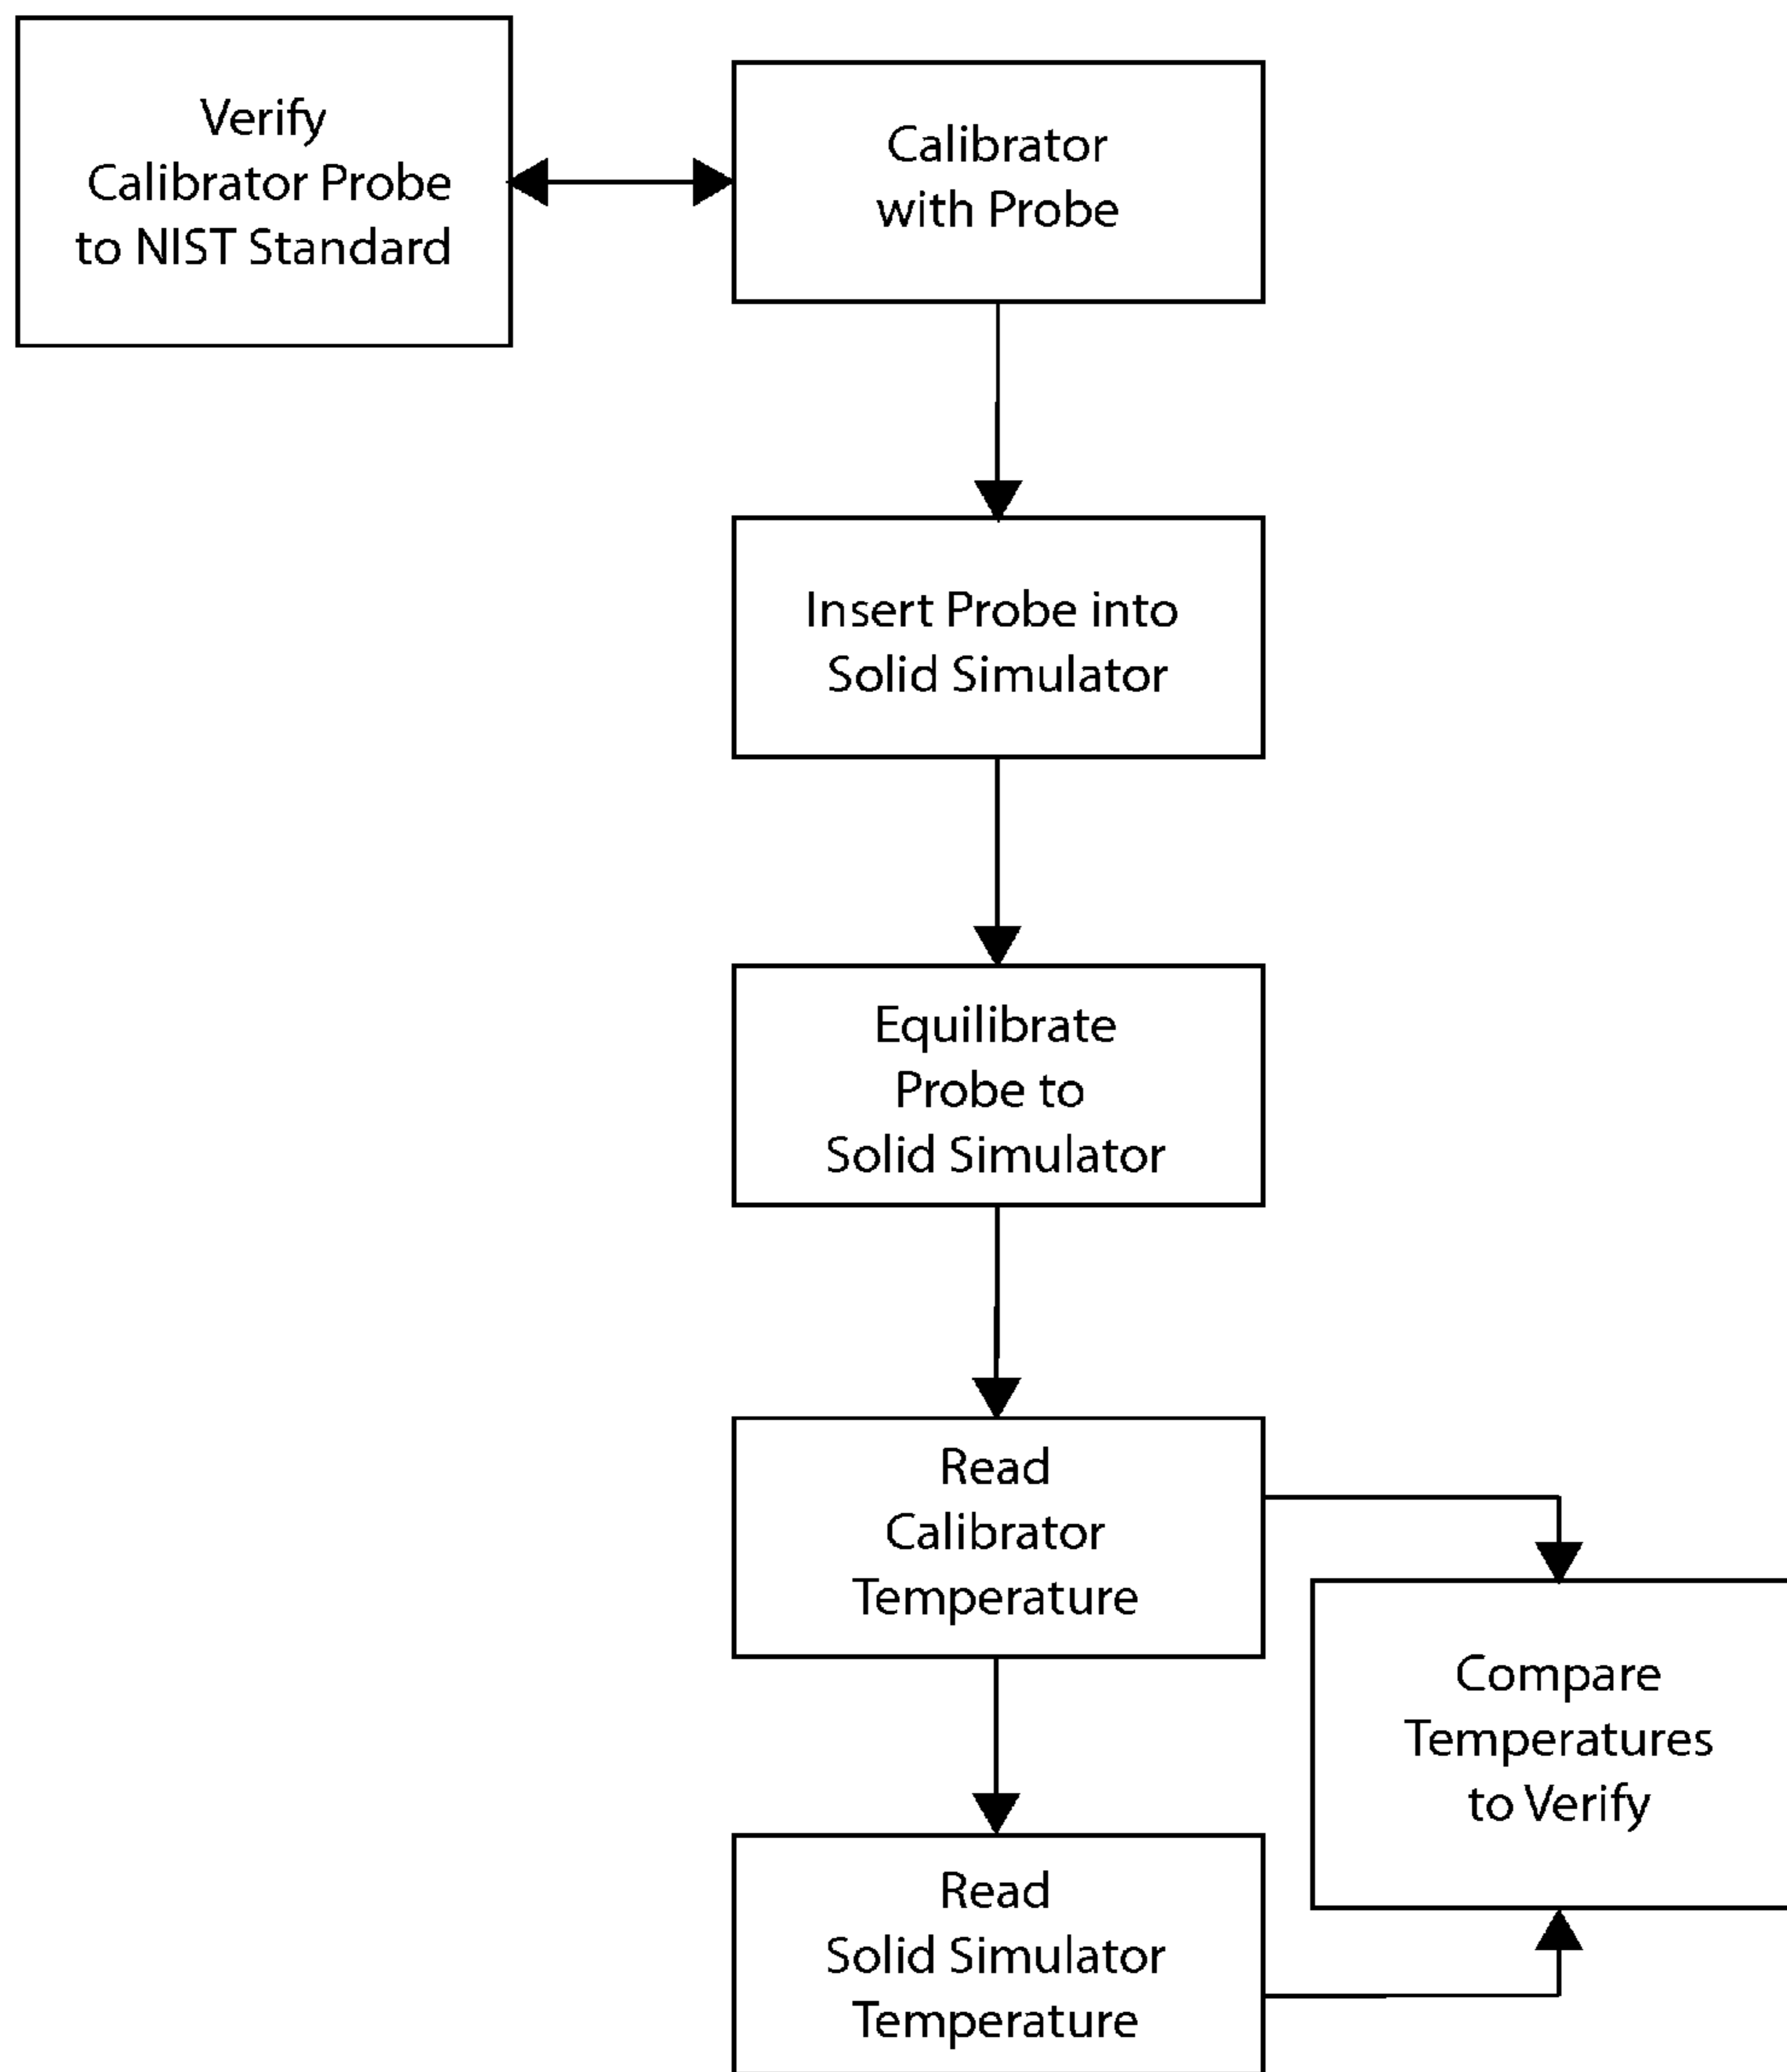 Verify
Calibrator Probe
to NIST Standard
Calibrator
with Probe
Insert Probe into
Solid Simulator
Equilibrate
Probe to
Solid Simulator
Read
Calibrator
Temperature
Compare
Temperatures
to Verify
Read
Solid Simulator
Temperature